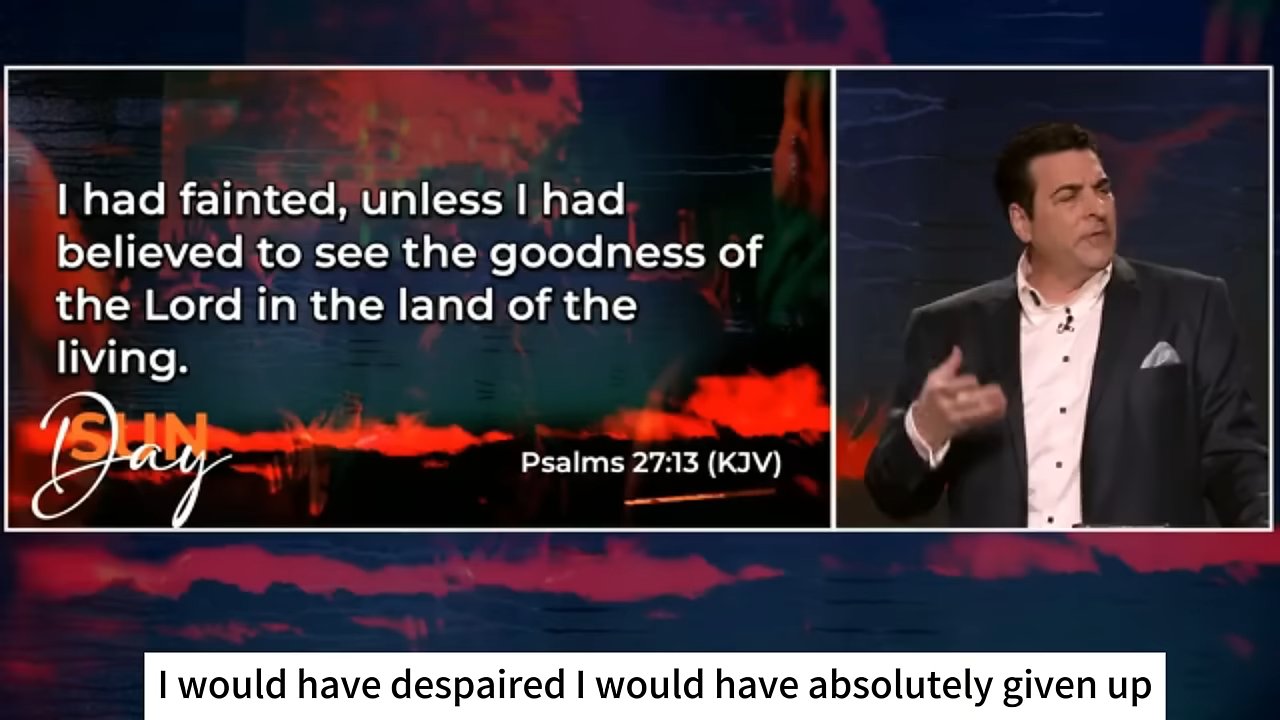 I had fainted, unless I had
believed to see the goodness of
the Lord in the land of the
living.
SUN
Day
Psalms 27:13 (KJV)
I would have despaired I would have absolutely given up